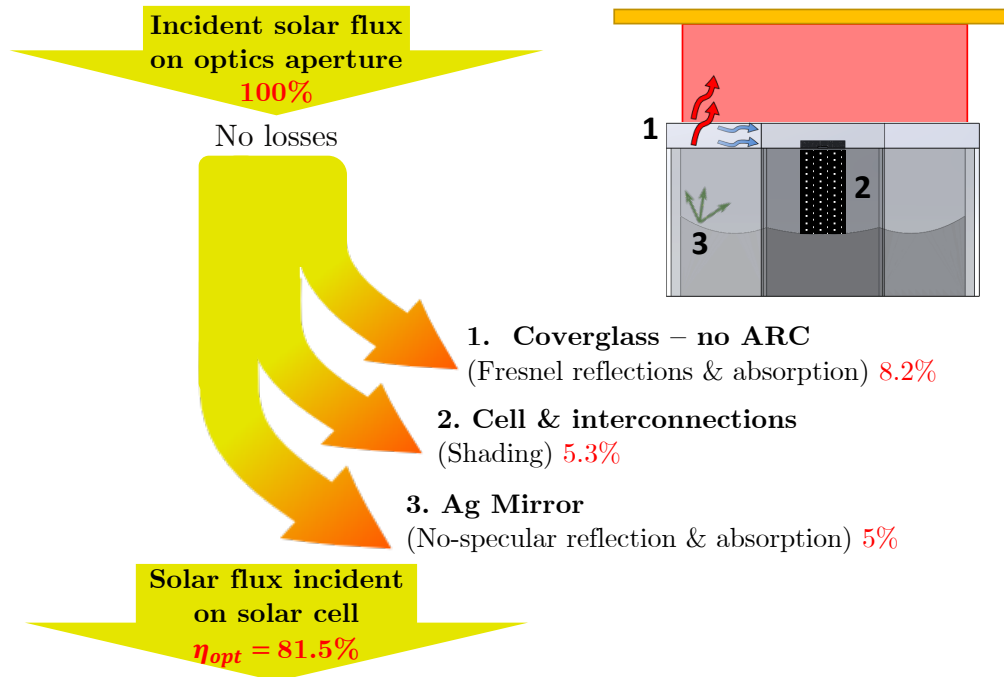 Incident solar flux
on optics aperture
100%
No losses
1
2
3
1. Coverglass – no ARC
(Fresnel reflections & absorption) 8.2%
2. Cell & interconnections
(Shading) 5.3%
3. Ag Mirror
(No-specular reflection & absorption) 5%
Solar flux incident
on solar cell
η_opt = 81.5%